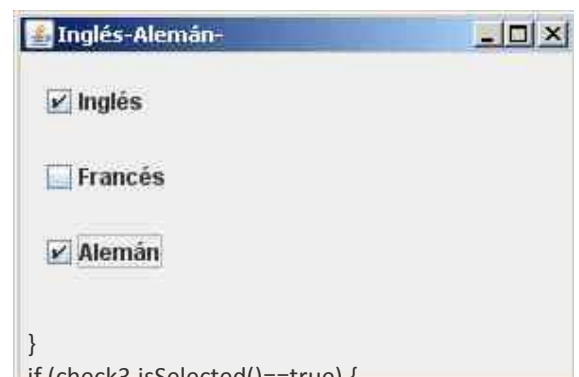 Inglés-Alemán-
Inglés
Francés
Alemán
}
if (check3.isSelected()==true) {